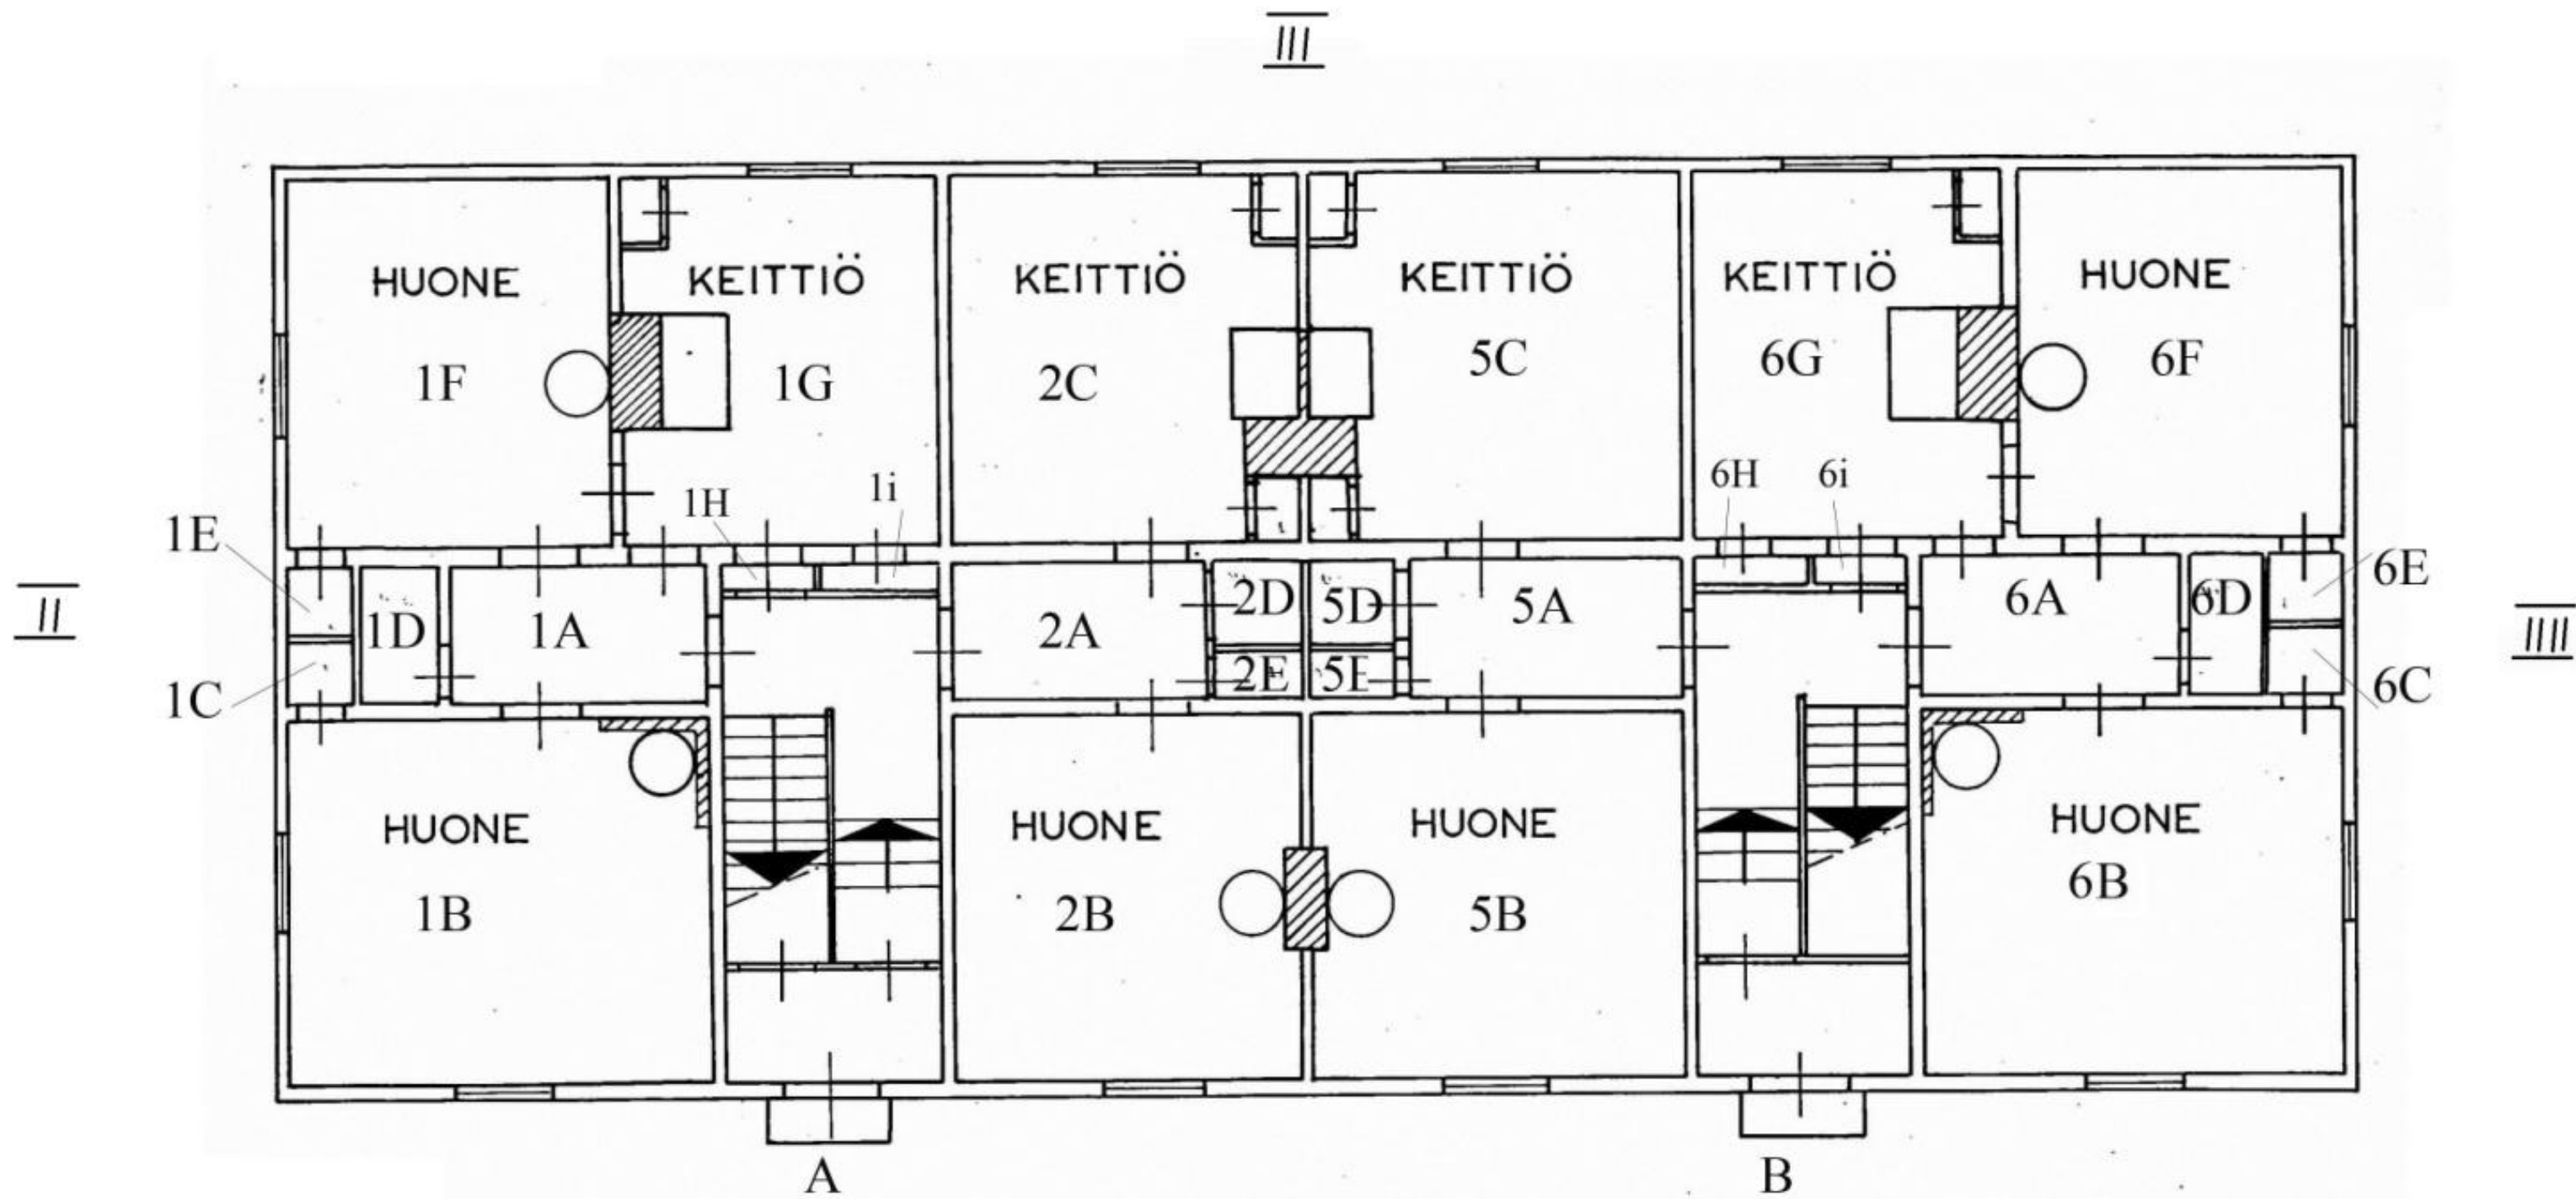 III
HUONE KEITTIÖ KEITTIÖ KEITTIÖ KEITTIÖ HUONE
1F 1G 2C 5C 6G 6F
1H 1i 6H 6i
1E 6E
II 1D 1A 2A 2D 5D 5A 6A 6D IIII
1C 2E 5E 6C
HUONE HUONE HUONE HUONE
1B 2B 5B 6B
A B